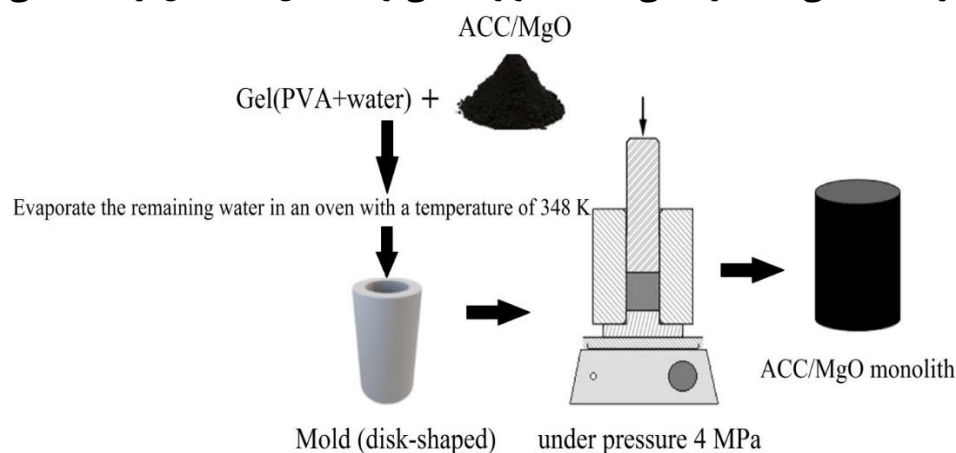 ACC/MgO
Gel(PVA+water) +
Evaporate the remaining water in an oven with a temperature of 348 K
ACC/MgO monolith
Mold (disk-shaped)
under pressure 4 MPa